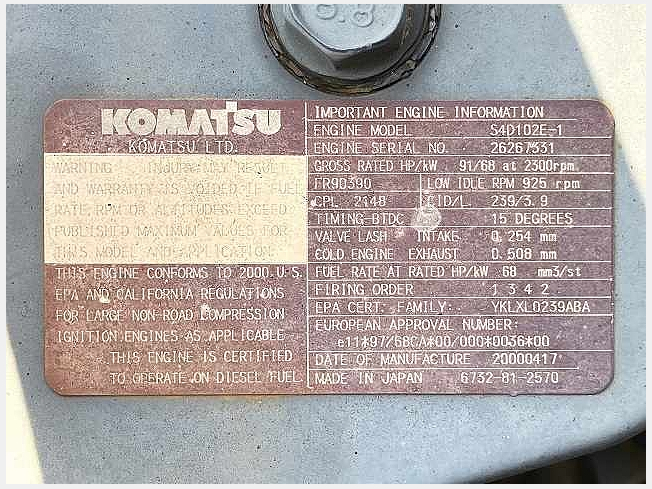 8.8
KOMATSU
KOMATSU LTD.
WARNING INJURY MAY RESULT
AND WARRANTY IS VOIDED IF FUEL
RATE RPM OR ALTITUDES EXCEED
PUBLISHED MAXIMUM VALUES FOR
THIS MODEL AND APPLICATION
THIS ENGINE CONFORMS TO 2000 U.S.
EPA AND CALIFORNIA REGULATIONS
FOR LARGE NON-ROAD COMPRESSION
IGNITION ENGINES AS APPLICABLE
THIS ENGINE IS CERTIFIED
TO OPERATE ON DIESEL FUEL
IMPORTANT ENGINE INFORMATION
ENGINE MODEL S4D102E-1
ENGINE SERIAL NO. 26267331
GROSS RATED HP/kW 91/68 at 2300rpm
FR90390 LOW IDLE RPM 925 rpm
CPL 2148 CID/L. 239/3.9
TIMING-BTDC 15 DEGREES
VALVE LASH INTAKE 0.254 mm
COLD ENGINE EXHAUST 0.508 mm
FUEL RATE AT RATED HP/kW 68 mm3/st
FIRING ORDER 1 3 4 2
EPA CERT. FAMILY: YKLXL0239ABA
EUROPEAN APPROVAL NUMBER:
e11*97/68CA*00/000*0036*00
DATE OF MANUFACTURE 20000417
MADE IN JAPAN 6732-81-2570